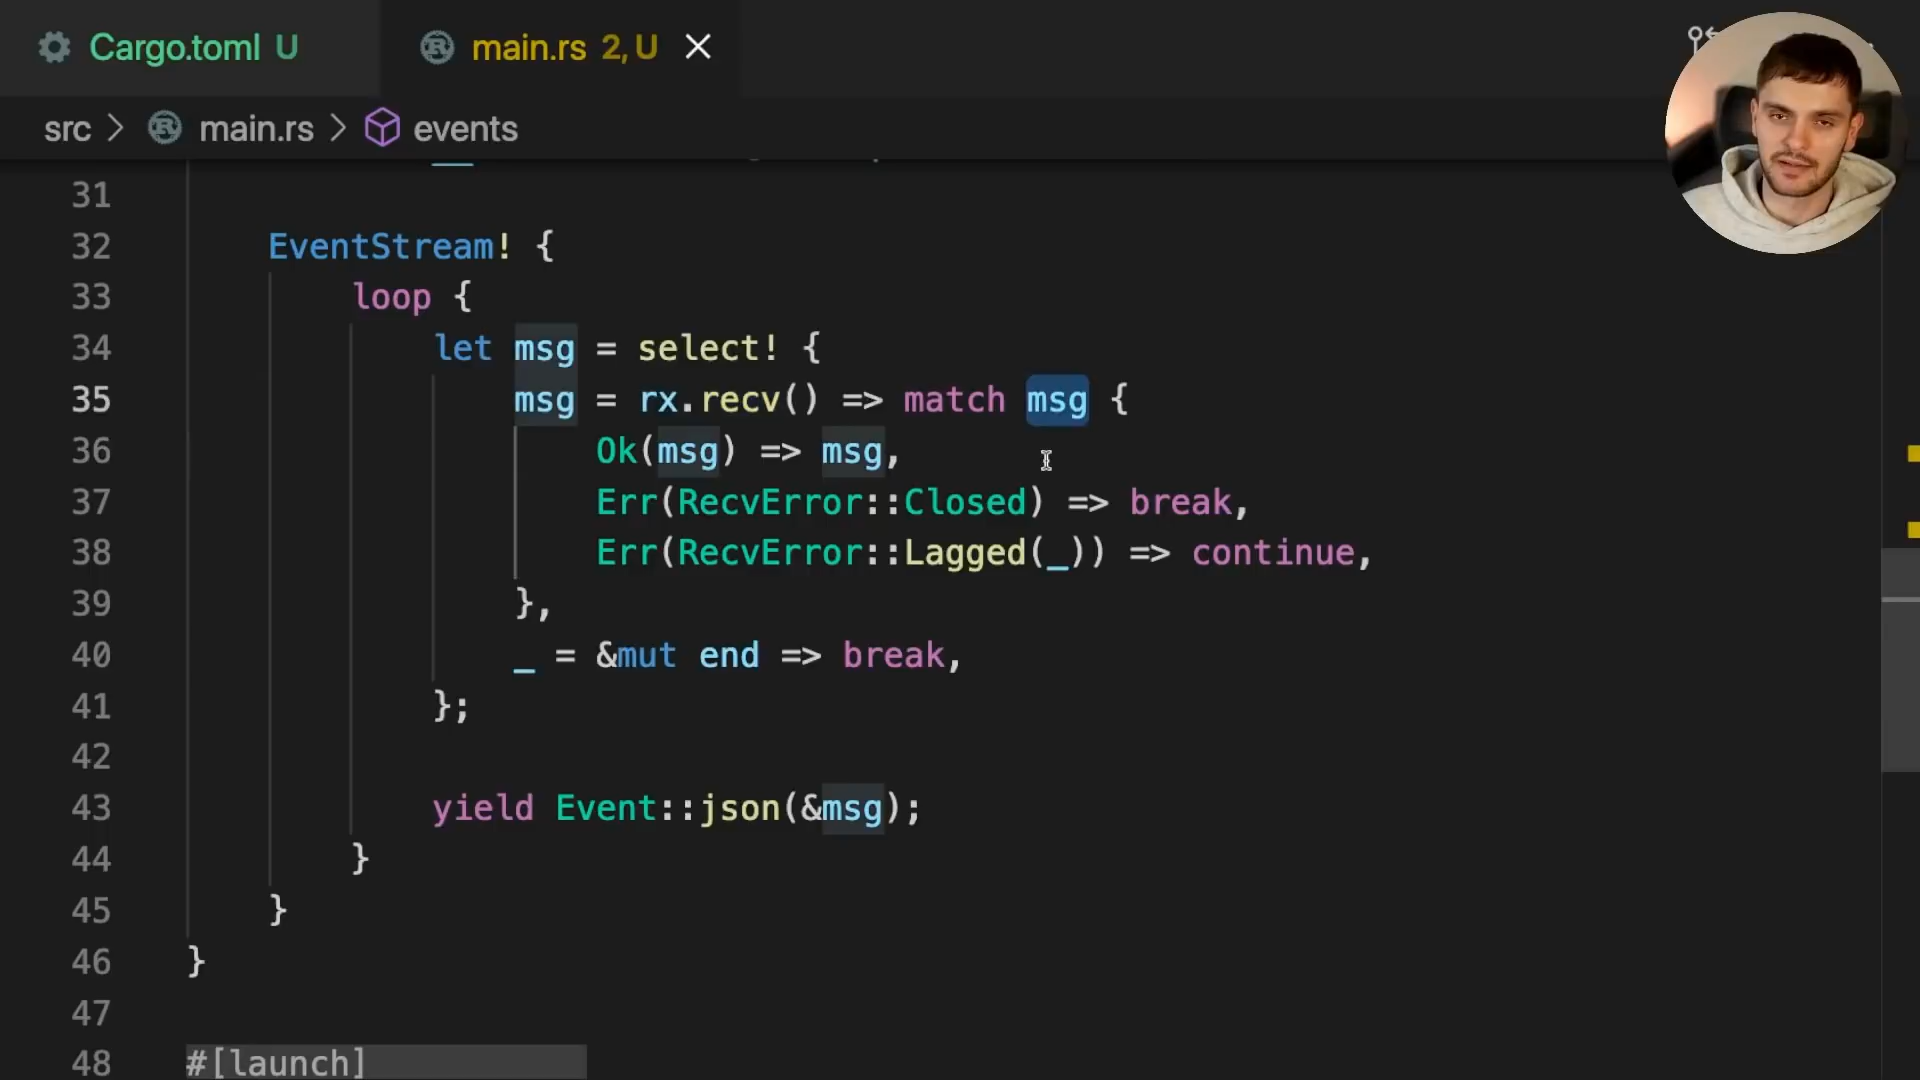 Cargo.toml U
main.rs 2, U
src > main.rs > events
31
32 EventStream! {
33 loop {
34 let msg = select! {
35 msg = rx.recv() => match msg {
36 Ok(msg) => msg,
37 Err(RecvError::Closed) => break,
38 Err(RecvError::Lagged(_)) => continue,
39 },
40 _ = &mut end => break,
41 };
42
43 yield Event::json(&msg);
44 }
45 }
46 }
47
48 #[launch]